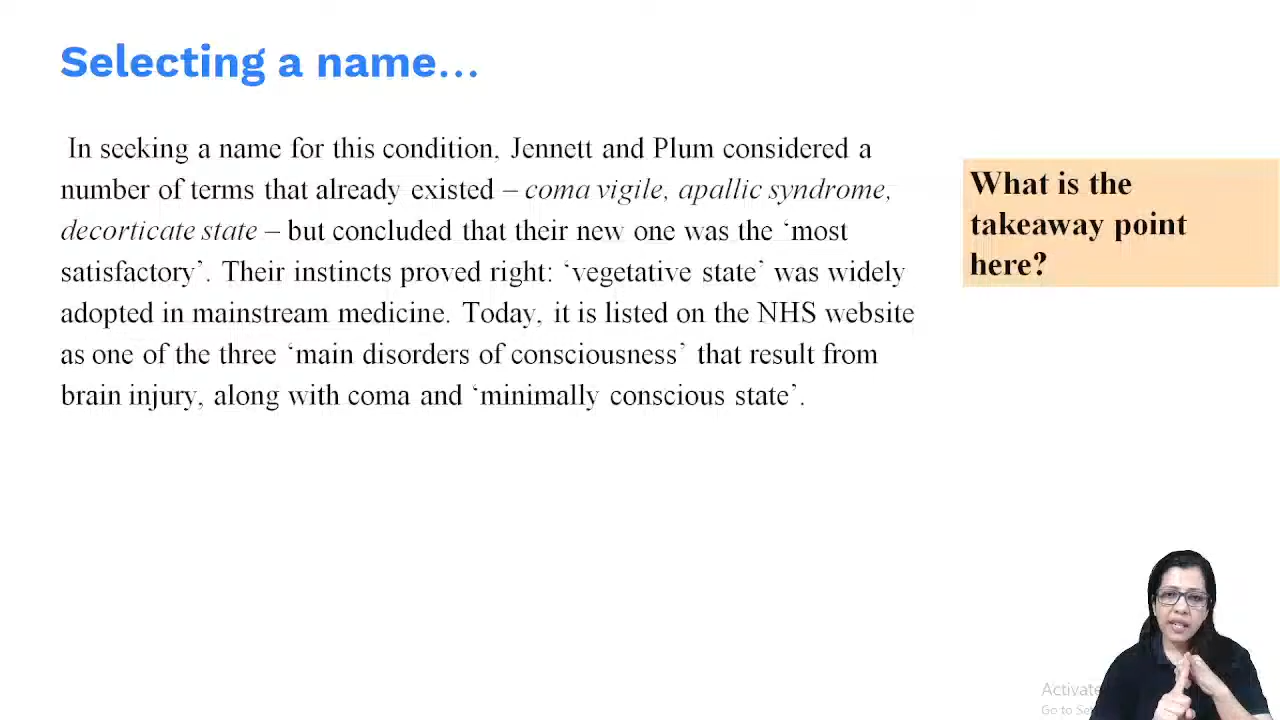 Selecting a name...
In seeking a name for this condition, Jennett and Plum considered a
number of terms that already existed – coma vigile, apallic syndrome,
decorticate state – but concluded that their new one was the ‘most
satisfactory’. Their instincts proved right: ‘vegetative state’ was widely
adopted in mainstream medicine. Today, it is listed on the NHS website
as one of the three ‘main disorders of consciousness’ that result from
brain injury, along with coma and ‘minimally conscious state’.
What is the
takeaway point
here?
Activate
Go to Se